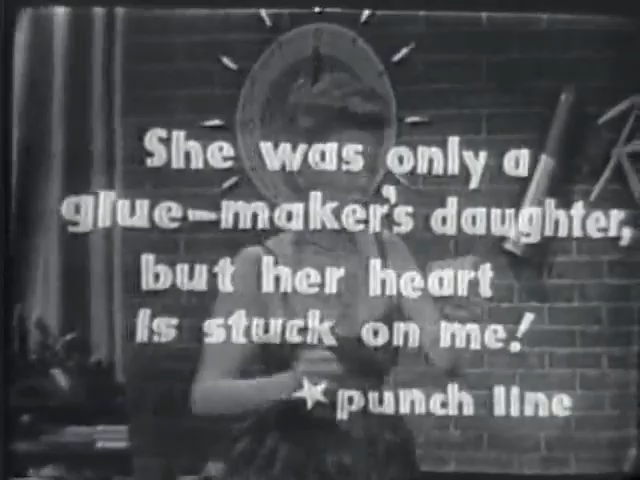 She was only a
glue-maker's daughter,
but her heart
is stuck on me!
★punch line